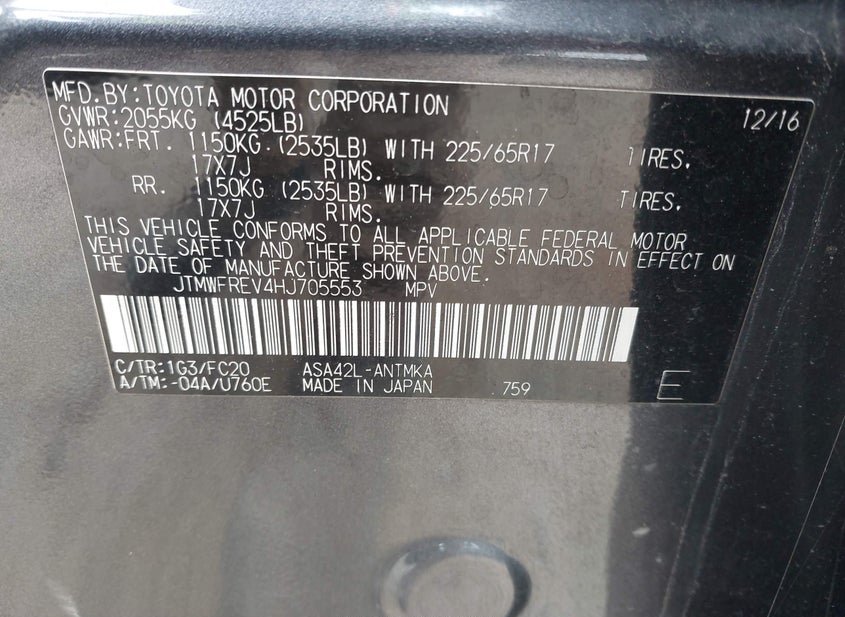 MFD.BY:TOYOTA MOTOR CORPORATION 12/16
GVWR:2055KG (4525LB)
GAWR:FRT. 1150KG (2535LB) WITH 225/65R17 TIRES,
17X7J RIMS.
RR. 1150KG (2535LB) WITH 225/65R17 TIRES,
17X7J RIMS.
THIS VEHICLE CONFORMS TO ALL APPLICABLE FEDERAL MOTOR
VEHICLE SAFETY AND THEFT PREVENTION STANDARDS IN EFFECT ON
THE DATE OF MANUFACTURE SHOWN ABOVE.
JTMWFREV4HJ705553 MPV
C/TR:1G3/FC20 ASA42L-ANTMKA
A/TM:-04A/U760E MADE IN JAPAN 759 E